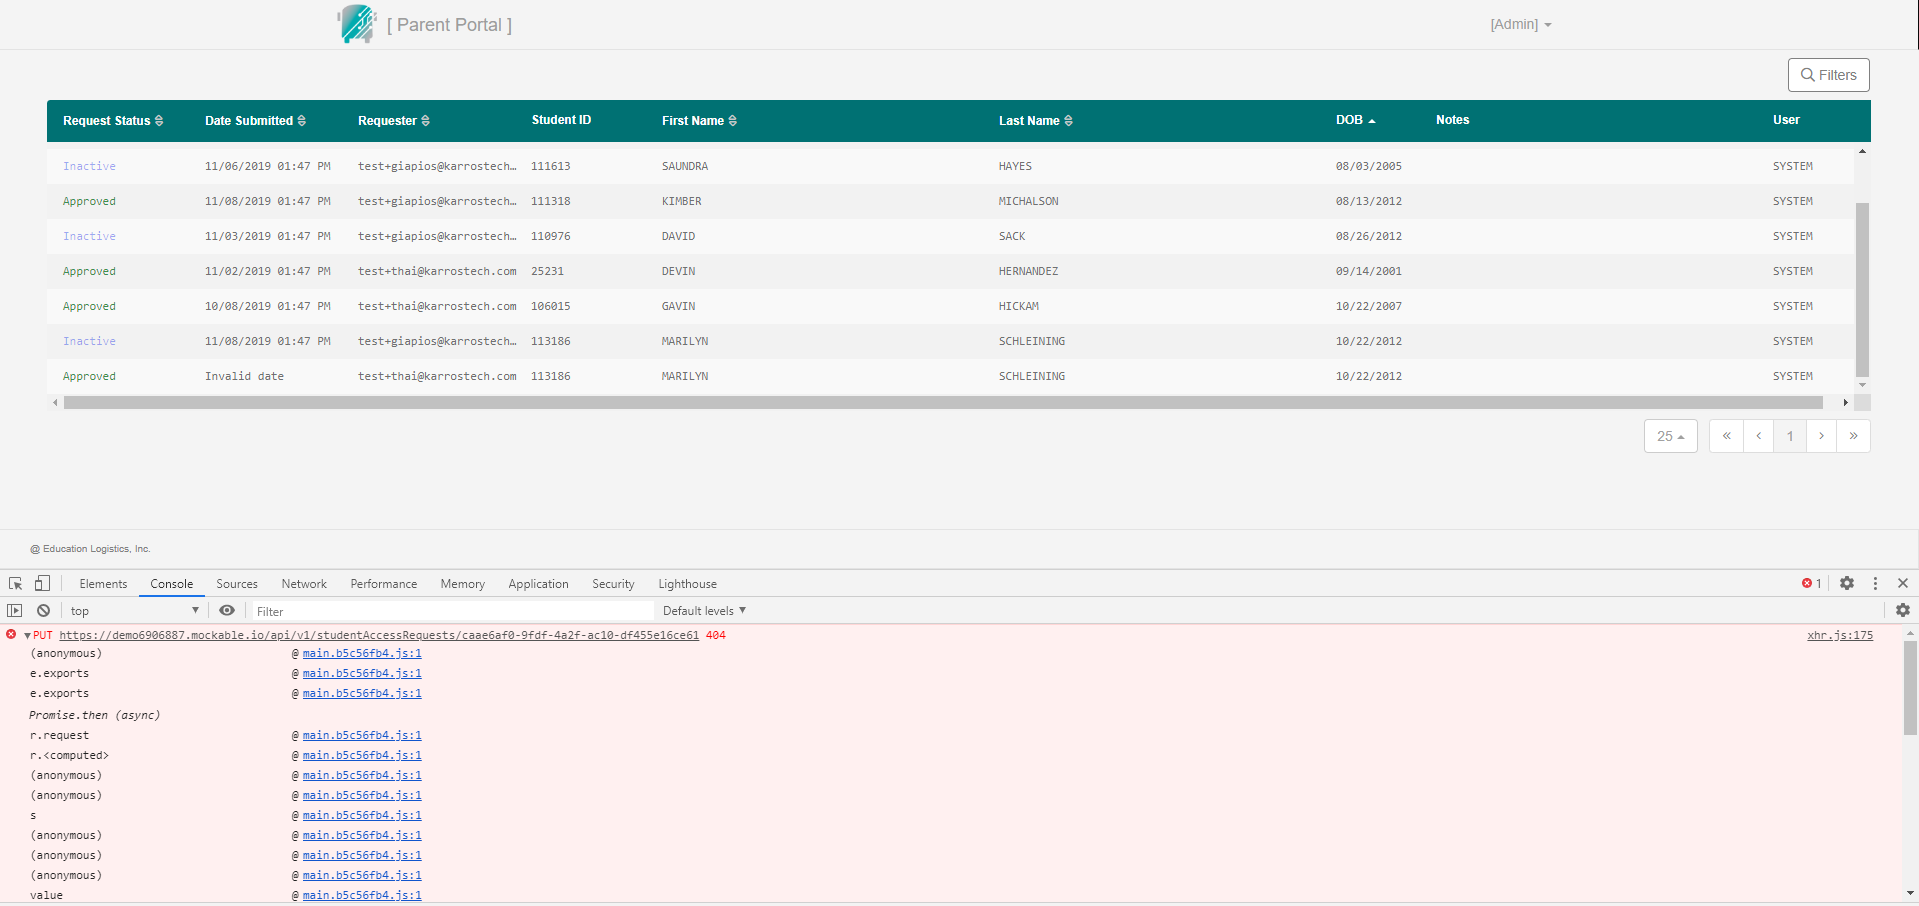 [ Parent Portal ] [Admin]
Filters
Request Status Date Submitted Requester Student ID First Name Last Name DOB Notes User
Inactive 11/06/2019 01:47 PM test+giapios@karrostech… 111613 SAUNDRA HAYES 08/03/2005 SYSTEM
Approved 11/08/2019 01:47 PM test+giapios@karrostech… 111318 KIMBER MICHALSON 08/13/2012 SYSTEM
Inactive 11/03/2019 01:47 PM test+giapios@karrostech… 110976 DAVID SACK 08/26/2012 SYSTEM
Approved 11/02/2019 01:47 PM test+thai@karrostech.com 25231 DEVIN HERNANDEZ 09/14/2001 SYSTEM
Approved 10/08/2019 01:47 PM test+thai@karrostech.com 106015 GAVIN HICKAM 10/22/2007 SYSTEM
Inactive 11/08/2019 01:47 PM test+giapios@karrostech… 113186 MARILYN SCHLEINING 10/22/2012 SYSTEM
Approved Invalid date test+thai@karrostech.com 113186 MARILYN SCHLEINING 10/22/2012 SYSTEM
25 « ‹ 1 › »
@ Education Logistics, Inc.
Elements Console Sources Network Performance Memory Application Security Lighthouse 1
top Filter Default levels
PUT https://demo6906887.mockable.io/api/v1/studentAccessRequests/caae6af0-9fdf-4a2f-ac10-df455e16ce61 404 xhr.js:175
(anonymous) @ main.b5c56fb4.js:1
e.exports @ main.b5c56fb4.js:1
e.exports @ main.b5c56fb4.js:1
Promise.then (async)
r.request @ main.b5c56fb4.js:1
r.<computed> @ main.b5c56fb4.js:1
(anonymous) @ main.b5c56fb4.js:1
(anonymous) @ main.b5c56fb4.js:1
s @ main.b5c56fb4.js:1
(anonymous) @ main.b5c56fb4.js:1
(anonymous) @ main.b5c56fb4.js:1
(anonymous) @ main.b5c56fb4.js:1
value @ main.b5c56fb4.js:1